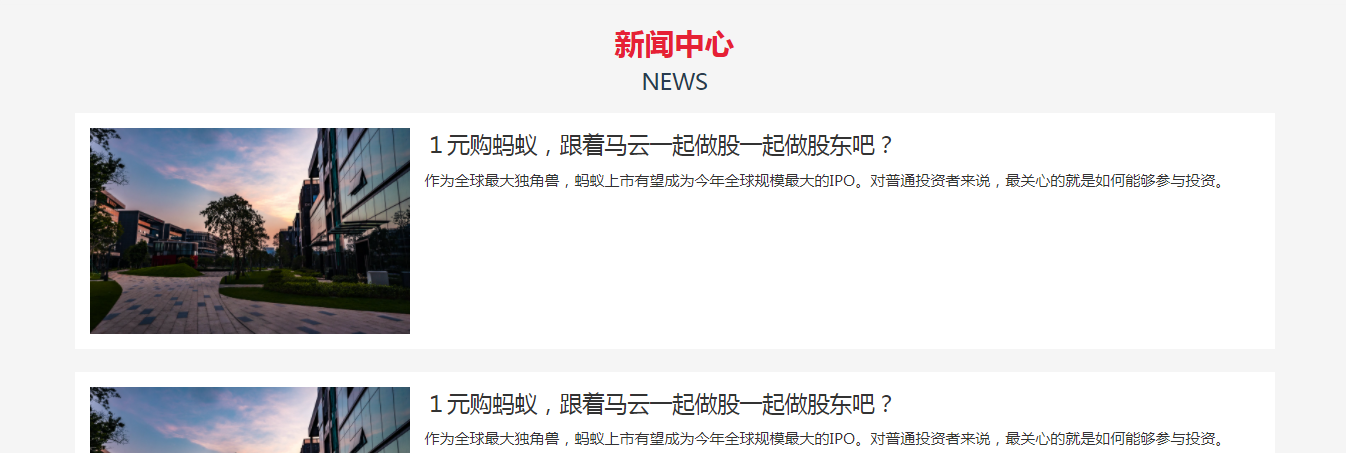 新闻中心
NEWS
１元购蚂蚁，跟着马云一起做股一起做股东吧？
作为全球最大独角兽，蚂蚁上市有望成为今年全球规模最大的IPO。对普通投资者来说，最关心的就是如何能够参与投资。
１元购蚂蚁，跟着马云一起做股一起做股东吧？
作为全球最大独角兽，蚂蚁上市有望成为今年全球规模最大的IPO。对普通投资者来说，最关心的就是如何能够参与投资。